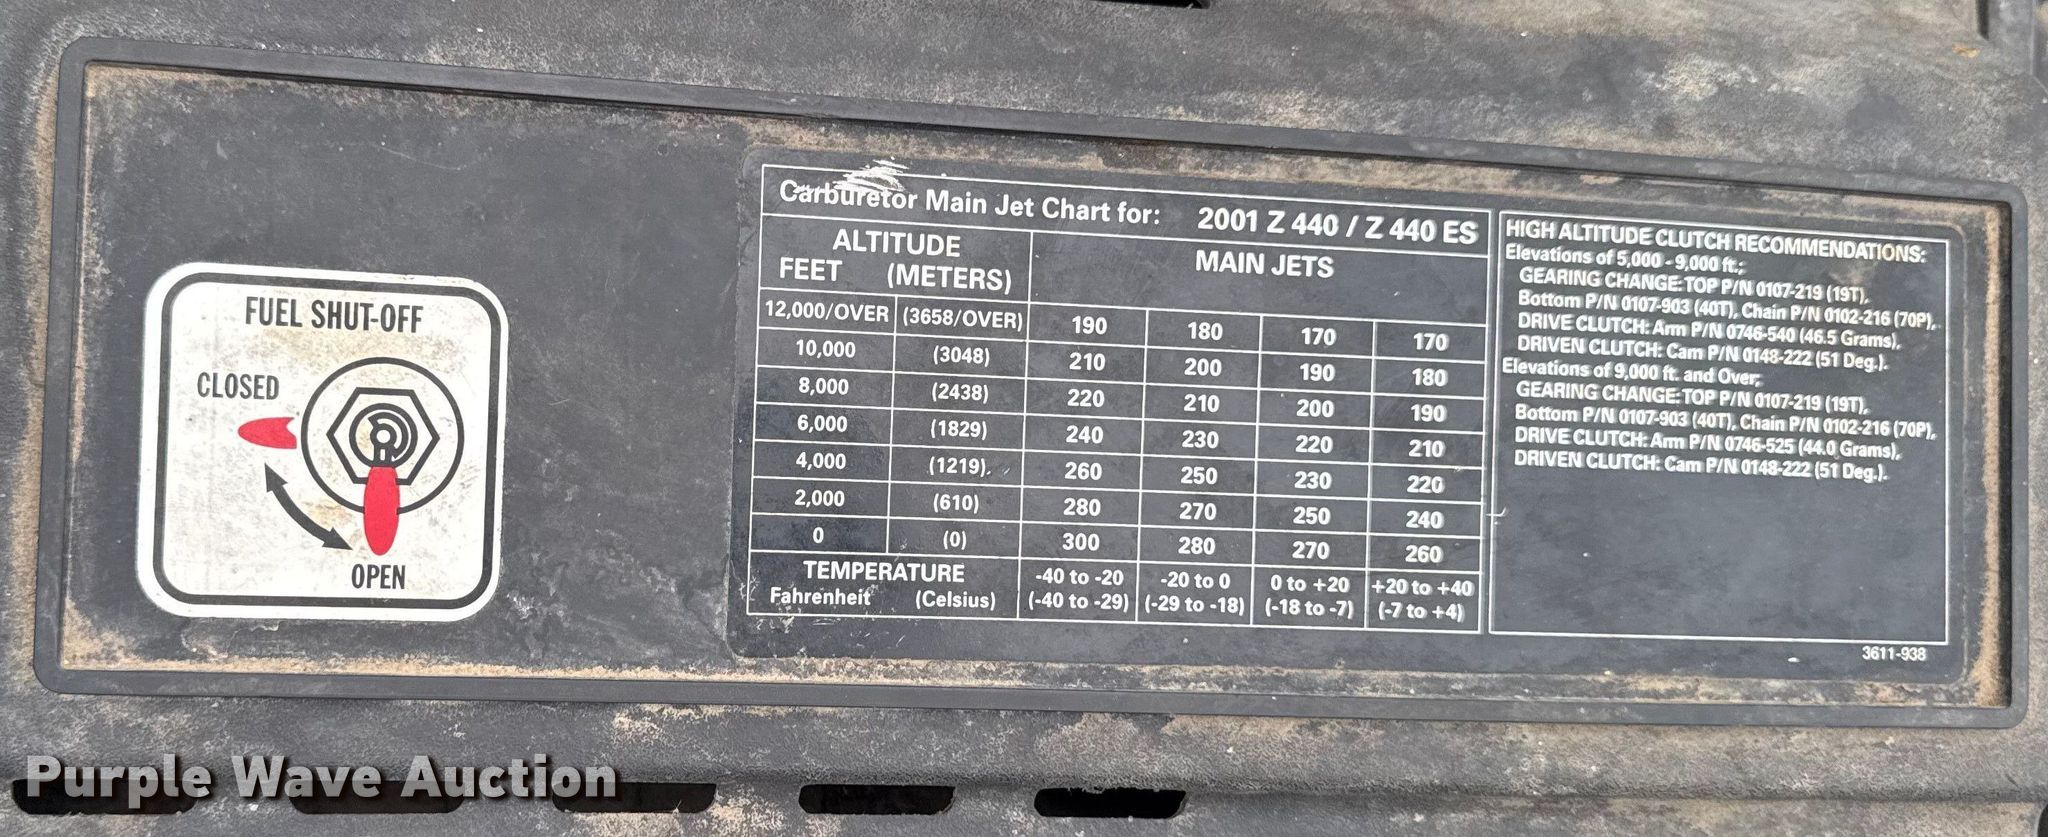 FUEL SHUT-OFF
CLOSED
OPEN
Carburetor Main Jet Chart for: 2001 Z 440 / Z 440 ES
ALTITUDE
FEET (METERS) MAIN JETS
12,000/OVER (3658/OVER) 190 180 170 170
10,000 (3048) 210 200 190 180
8,000 (2438) 220 210 200 190
6,000 (1829) 240 230 220 210
4,000 (1219) 260 250 230 220
2,000 (610) 280 270 250 240
0 (0) 300 280 270 260
TEMPERATURE -40 to -20 -20 to 0 0 to +20 +20 to +40
Fahrenheit (Celsius) (-40 to -29) (-29 to -18) (-18 to -7) (-7 to +4)
HIGH ALTITUDE CLUTCH RECOMMENDATIONS:
Elevations of 5,000 - 9,000 ft.;
GEARING CHANGE: TOP P/N 0107-219 (19T),
Bottom P/N 0107-903 (40T), Chain P/N 0102-216 (70P),
DRIVE CLUTCH: Arm P/N 0746-540 (46.5 Grams),
DRIVEN CLUTCH: Cam P/N 0148-222 (51 Deg.).
Elevations of 9,000 ft. and Over;
GEARING CHANGE: TOP P/N 0107-219 (19T),
Bottom P/N 0107-903 (40T), Chain P/N 0102-216 (70P),
DRIVE CLUTCH: Arm P/N 0746-525 (44.0 Grams),
DRIVEN CLUTCH: Cam P/N 0148-222 (51 Deg.).
3611-938
Purple Wave Auction